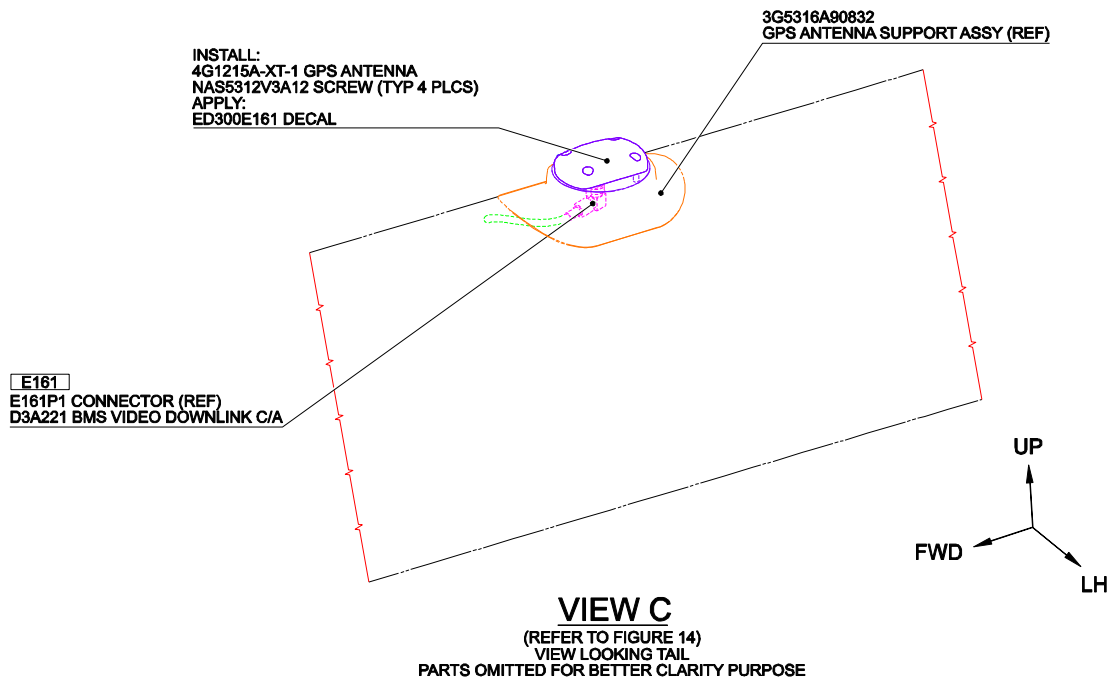 3G5316A90832
GPS ANTENNA SUPPORT ASSY (REF)
INSTALL:
4G1215A-XT-1 GPS ANTENNA
NAS5312V3A12 SCREW (TYP 4 PLCS)
APPLY:
ED300E161 DECAL
E161
E161P1 CONNECTOR (REF)
D3A221 BMS VIDEO DOWNLINK C/A
UP
FWD
LH
VIEW C
(REFER TO FIGURE 14)
VIEW LOOKING TAIL
PARTS OMITTED FOR BETTER CLARITY PURPOSE